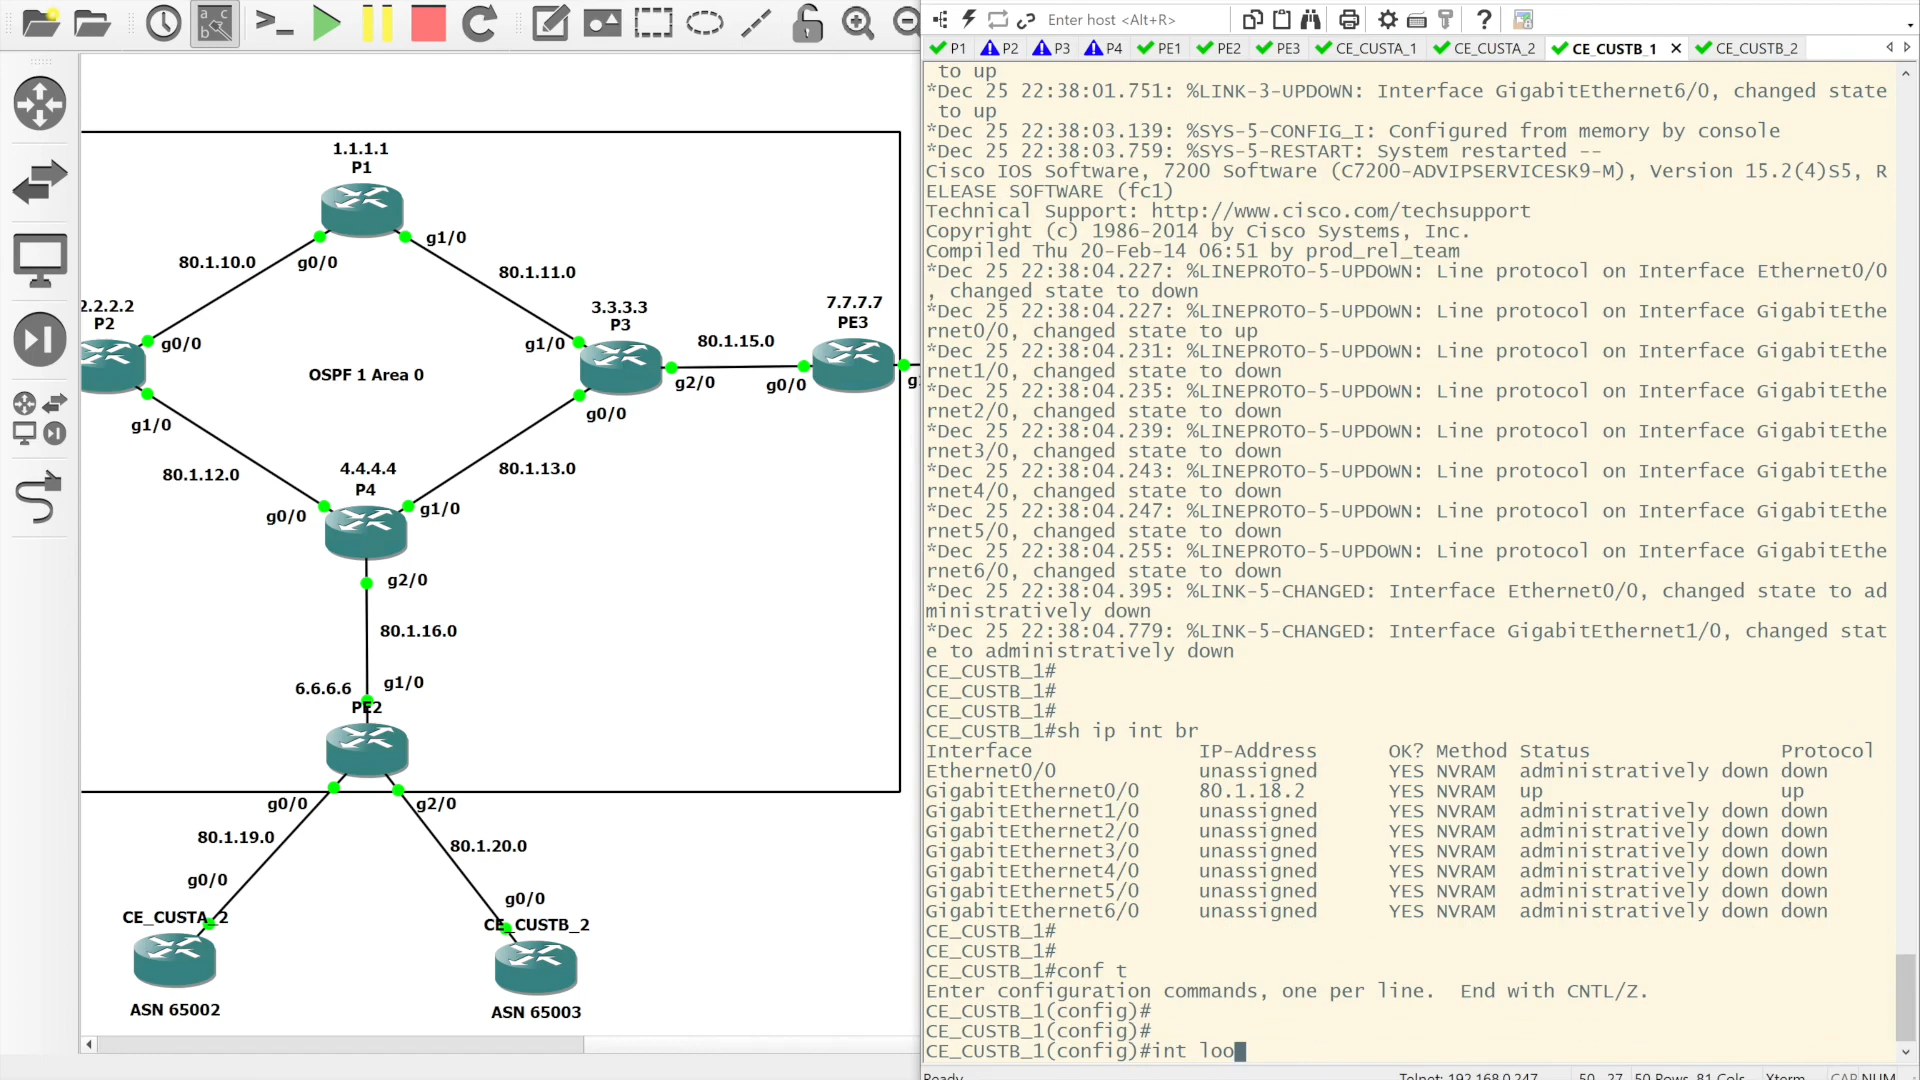 Enter host <Alt+R>
P1 P2 P3 P4 PE1 PE2 PE3 CE_CUSTA_1 CE_CUSTA_2 CE_CUSTB_1 CE_CUSTB_2
1.1.1.1
P1
g0/0
g1/0
80.1.10.0
80.1.11.0
2.2.2.2
P2
g0/0
g1/0
3.3.3.3
P3
g1/0
g2/0
g0/0
80.1.15.0
7.7.7.7
PE3
g0/0
OSPF 1 Area 0
80.1.12.0
80.1.13.0
4.4.4.4
P4
g0/0
g1/0
g2/0
80.1.16.0
6.6.6.6
g1/0
PE2
g0/0
g2/0
80.1.19.0
80.1.20.0
g0/0
g0/0
CE_CUSTA_2
CE_CUSTB_2
ASN 65002
ASN 65003
to up
*Dec 25 22:38:01.751: %LINK-3-UPDOWN: Interface GigabitEthernet6/0, changed state
to up
*Dec 25 22:38:03.139: %SYS-5-CONFIG_I: Configured from memory by console
*Dec 25 22:38:03.759: %SYS-5-RESTART: System restarted --
Cisco IOS Software, 7200 Software (C7200-ADVIPSERVICESK9-M), Version 15.2(4)S5, R
ELEASE SOFTWARE (fc1)
Technical Support: http://www.cisco.com/techsupport
Copyright (c) 1986-2014 by Cisco Systems, Inc.
Compiled Thu 20-Feb-14 06:51 by prod_rel_team
*Dec 25 22:38:04.227: %LINEPROTO-5-UPDOWN: Line protocol on Interface Ethernet0/0
, changed state to down
*Dec 25 22:38:04.227: %LINEPROTO-5-UPDOWN: Line protocol on Interface GigabitEthe
rnet0/0, changed state to up
*Dec 25 22:38:04.231: %LINEPROTO-5-UPDOWN: Line protocol on Interface GigabitEthe
rnet1/0, changed state to down
*Dec 25 22:38:04.235: %LINEPROTO-5-UPDOWN: Line protocol on Interface GigabitEthe
rnet2/0, changed state to down
*Dec 25 22:38:04.239: %LINEPROTO-5-UPDOWN: Line protocol on Interface GigabitEthe
rnet3/0, changed state to down
*Dec 25 22:38:04.243: %LINEPROTO-5-UPDOWN: Line protocol on Interface GigabitEthe
rnet4/0, changed state to down
*Dec 25 22:38:04.247: %LINEPROTO-5-UPDOWN: Line protocol on Interface GigabitEthe
rnet5/0, changed state to down
*Dec 25 22:38:04.255: %LINEPROTO-5-UPDOWN: Line protocol on Interface GigabitEthe
rnet6/0, changed state to down
*Dec 25 22:38:04.395: %LINK-5-CHANGED: Interface Ethernet0/0, changed state to ad
ministratively down
*Dec 25 22:38:04.779: %LINK-5-CHANGED: Interface GigabitEthernet1/0, changed stat
e to administratively down
CE_CUSTB_1#
CE_CUSTB_1#
CE_CUSTB_1#
CE_CUSTB_1#sh ip int br
Interface IP-Address OK? Method Status Protocol
Ethernet0/0 unassigned YES NVRAM administratively down down
GigabitEthernet0/0 80.1.18.2 YES NVRAM up up
GigabitEthernet1/0 unassigned YES NVRAM administratively down down
GigabitEthernet2/0 unassigned YES NVRAM administratively down down
GigabitEthernet3/0 unassigned YES NVRAM administratively down down
GigabitEthernet4/0 unassigned YES NVRAM administratively down down
GigabitEthernet5/0 unassigned YES NVRAM administratively down down
GigabitEthernet6/0 unassigned YES NVRAM administratively down down
CE_CUSTB_1#
CE_CUSTB_1#
CE_CUSTB_1#conf t
Enter configuration commands, one per line. End with CNTL/Z.
CE_CUSTB_1(config)#
CE_CUSTB_1(config)#
CE_CUSTB_1(config)#int loo
Ready Telnet: 192.168.0.247 50, 27 50 Rows, 81 Cols Xterm CAP NUM